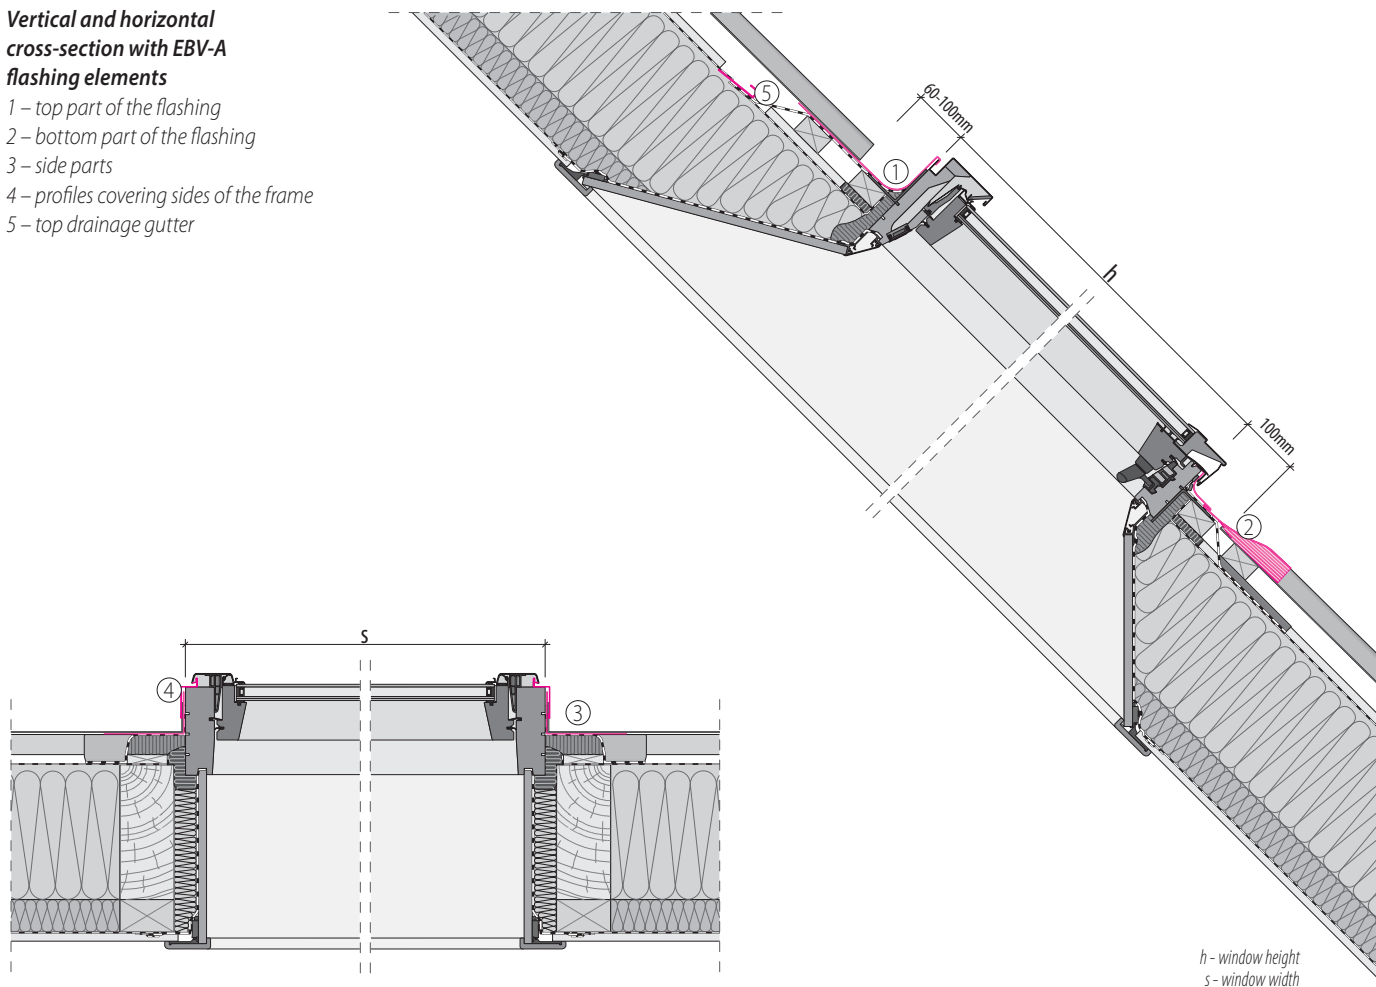 Vertical and horizontal
cross-section with EBV-A
flashing elements
1 – top part of the flashing
2 – bottom part of the flashing
3 – side parts
4 – profiles covering sides of the frame
5 – top drainage gutter
5
60-100mm
1
h
100mm
2
s
4
3
h - window height
s - window width